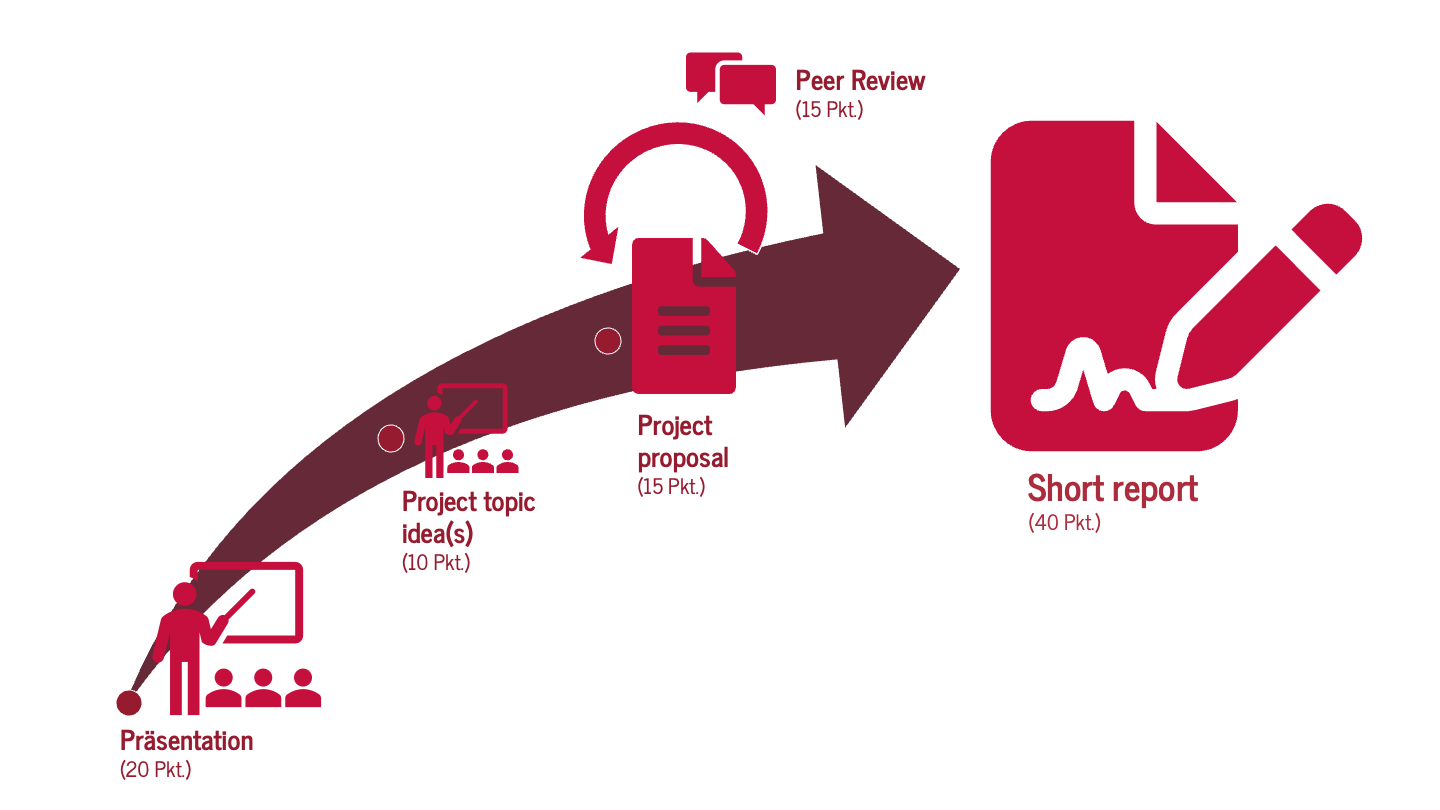 Peer Review
(15 Pkt.)
Project
proposal
(15 Pkt.)
Short report
(40 Pkt.)
Project topic
idea(s)
(10 Pkt.)
Präsentation
(20 Pkt.)